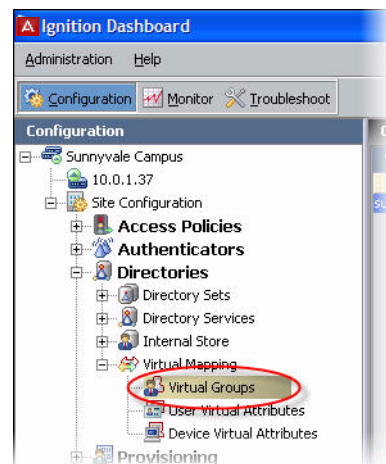 Ignition Dashboard
Administration Help
Configuration Monitor Troubleshoot
Configuration
Sunnyvale Campus
10.0.1.37
Site Configuration
Access Policies
Authenticators
Directories
Directory Sets
Directory Services
Internal Store
Virtual Mapping
Virtual Groups
User Virtual Attributes
Device Virtual Attributes
Provisioning